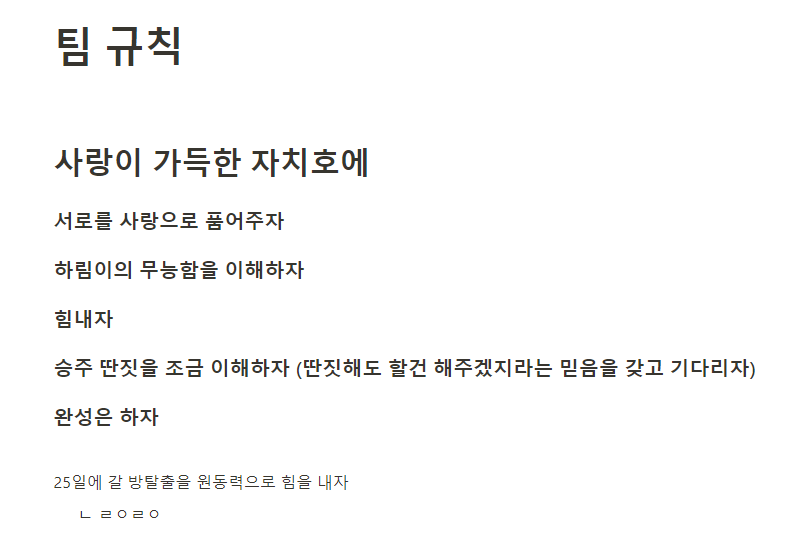 팀 규칙
사랑이 가득한 자치호에
서로를 사랑으로 품어주자
하림이의 무능함을 이해하자
힘내자
승주 딴짓을 조금 이해하자 (딴짓해도 할건 해주겠지라는 믿음을 갖고 기다리자)
완성은 하자
25일에 갈 방탈출을 원동력으로 힘을 내자
ㄴ ㄹㅇㄹㅇ